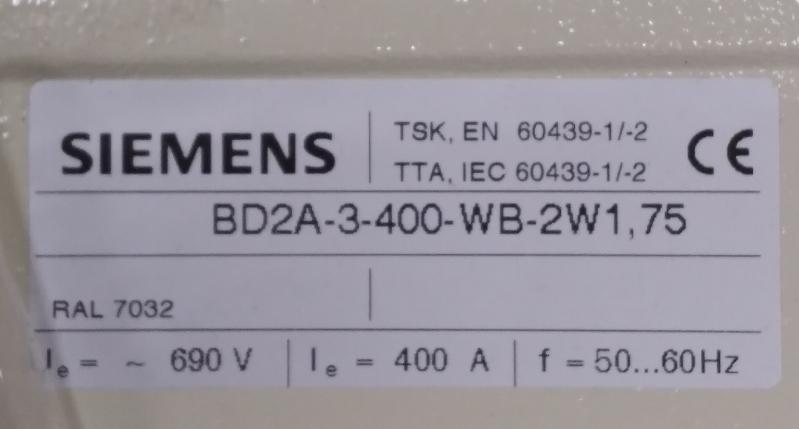 SIEMENS
TSK, EN 60439-1/-2
TTA, IEC 60439-1/-2
CE
BD2A-3-400-WB-2W1,75
RAL 7032
Ie = ~ 690 V
Ie = 400 A
f = 50...60Hz